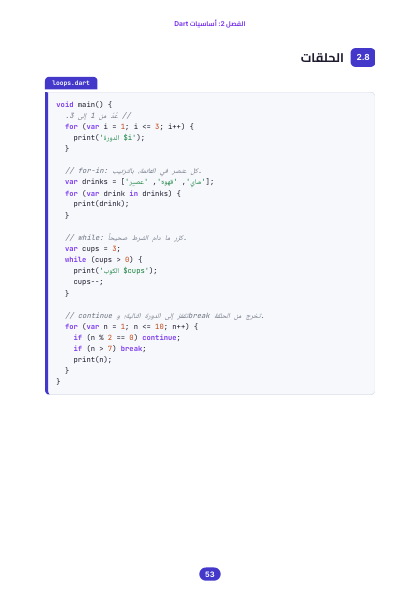 الفصل 2: أساسيات Dart
2.8 الحلقات
loops.dart
void main() {
// عُدّ من 1 إلى 3.
for (var i = 1; i <= 3; i++) {
print('الدورة $i');
}
// for-in: كل عنصر في القائمة، بالترتيب.
var drinks = ['شاي', 'قهوة', 'عصير'];
for (var drink in drinks) {
print(drink);
}
// while: كرّر ما دام الشرط صحيحاً.
var cups = 3;
while (cups > 0) {
print('الكوب $cups');
cups--;
}
// continue تقفز إلى الدورة التالية، و break تخرج من الحلقة.
for (var n = 1; n <= 10; n++) {
if (n % 2 == 0) continue;
if (n > 7) break;
print(n);
}
}
53